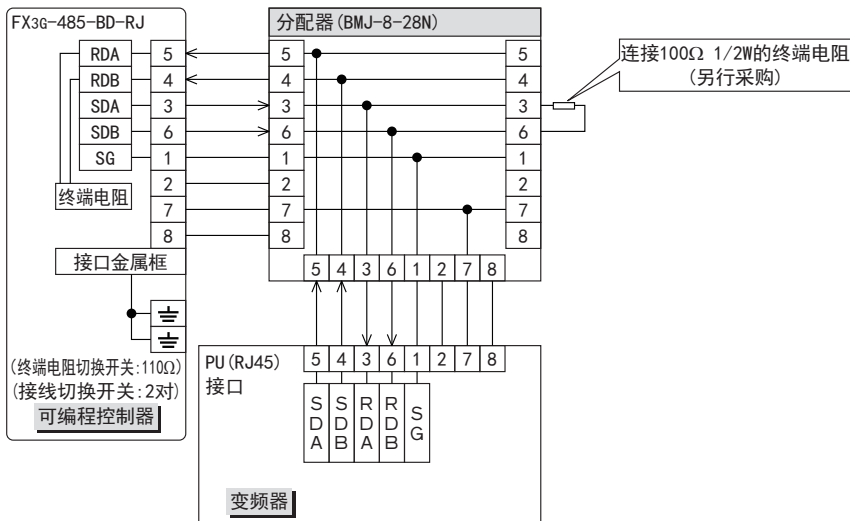 FX3G-485-BD-RJ
RDA 5
RDB 4
SDA 3
SDB 6
SG 1
2
终端电阻
7
8
接口金属框
(终端电阻切换开关:110Ω)
(接线切换开关:2对)
可编程控制器
分配器(BMJ-8-28N)
5 5
4 4
3 3
6 6
1 1
2 2
7 7
8 8
5 4 3 6 1 2 7 8
连接100Ω 1/2W的终端电阻
(另行采购)
PU(RJ45)
接口
5 4 3 6 1 2 7 8
SDA
SDB
RDA
RDB
SG
变频器